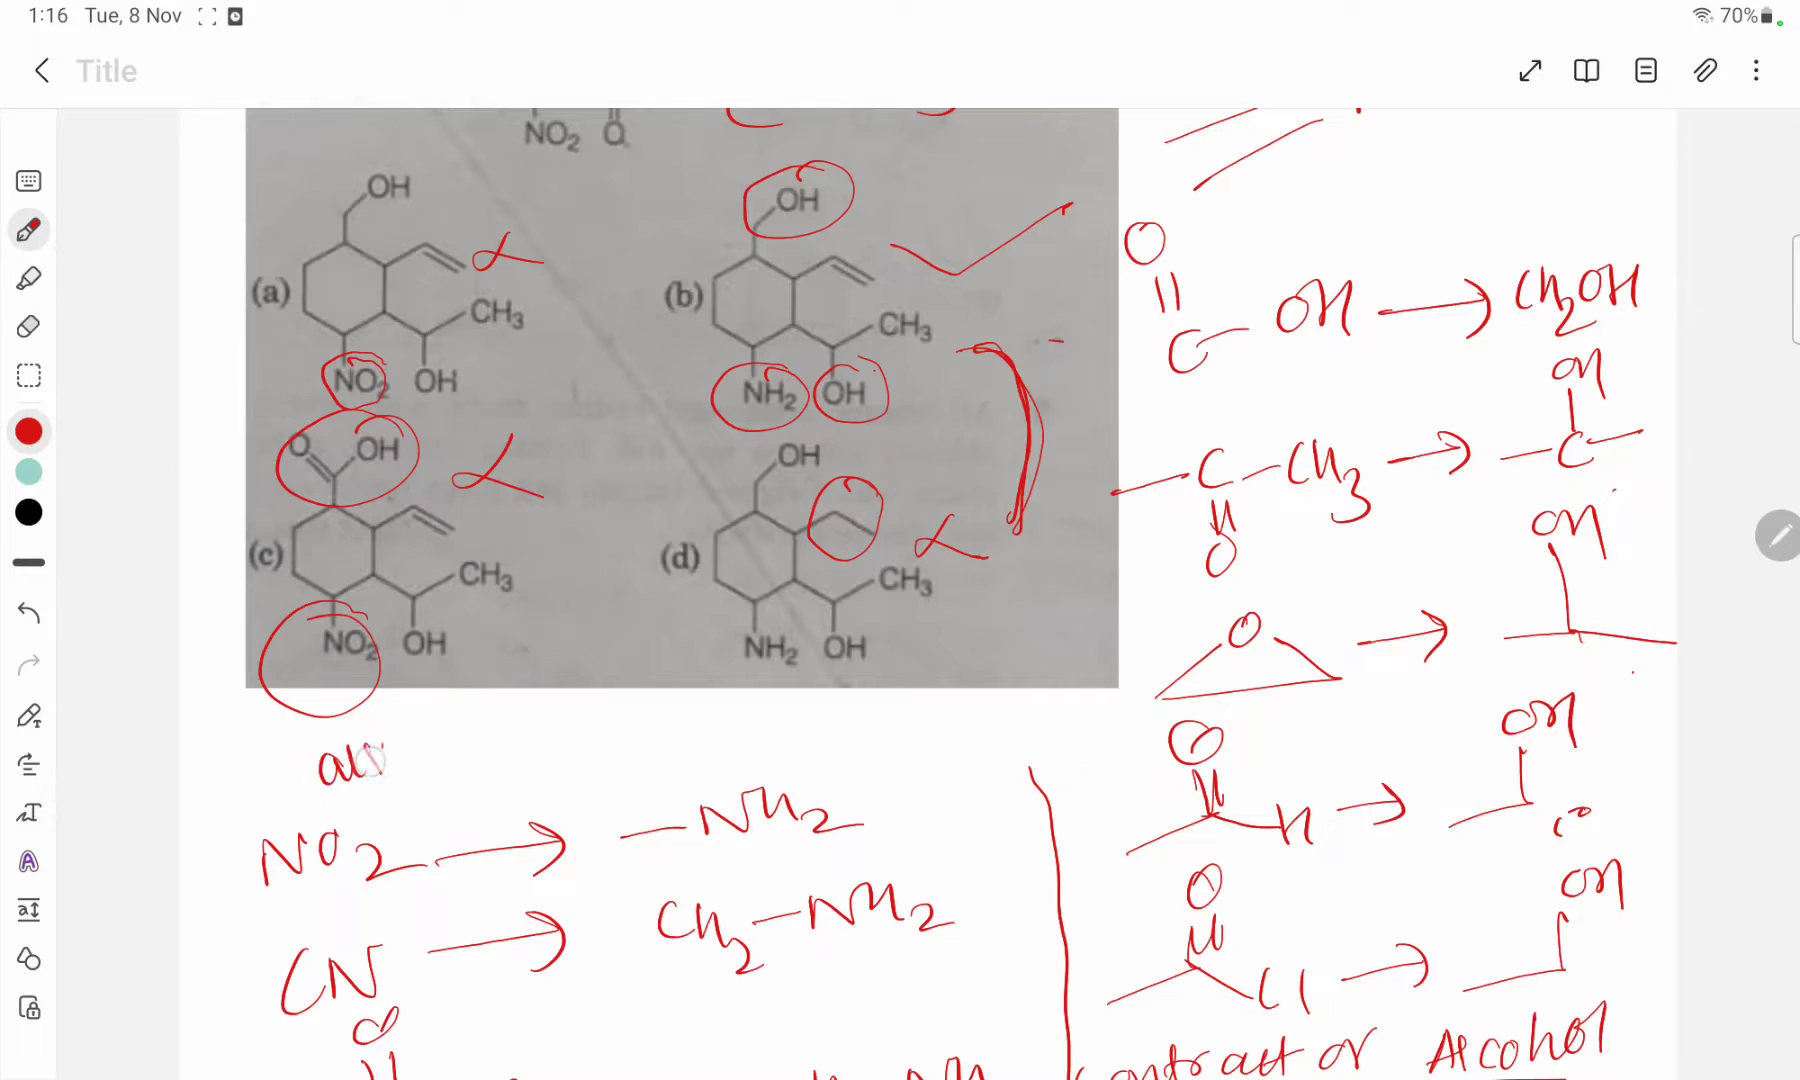 1:16 Tue, 8 Nov 70%
Title
NO2 O
OH
(a)
CH3
NO2 OH
OH
(b)
CH3
NH2 OH
O OH
(c)
CH3
NO2 OH
OH
(d)
CH3
NH2 OH
NO2 → NH2
CN → CH2-NH2
O
O
C OH → CH2OH
OH
C-CH3 → C
O
OH
O →
O
OH
H →
O
OH
Cl →
or Alcohol